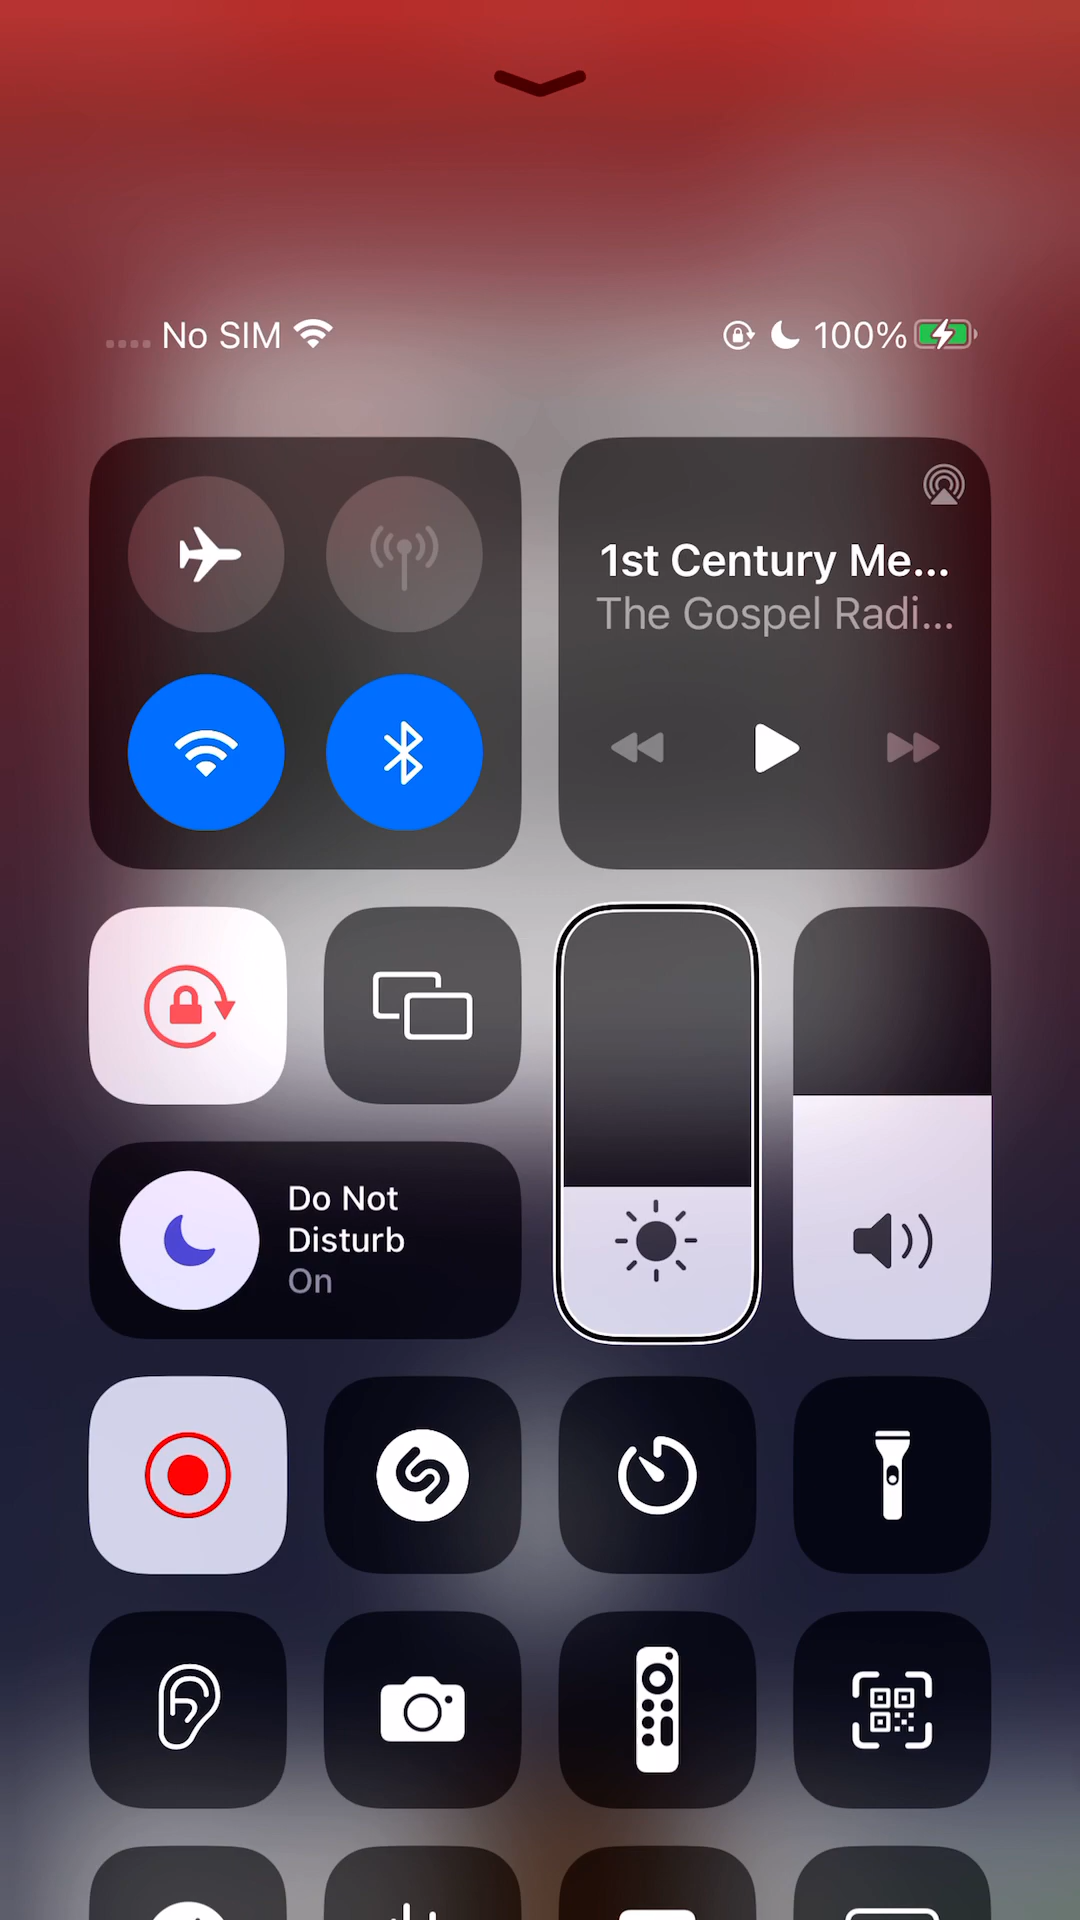 No SIM
100%
1st Century Me...
The Gospel Radi...
Do Not
Disturb
On